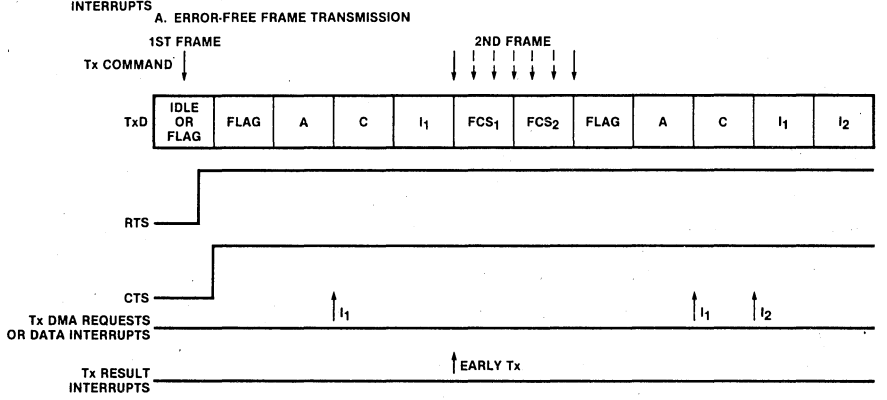 INTERRUPTS
A. ERROR-FREE FRAME TRANSMISSION
1ST FRAME 2ND FRAME
Tx COMMAND
TxD IDLE OR FLAG FLAG A C I1 FCS1 FCS2 FLAG A C I1 I2
RTS
CTS
I1 I1 I2
Tx DMA REQUESTS
OR DATA INTERRUPTS
EARLY Tx
Tx RESULT
INTERRUPTS